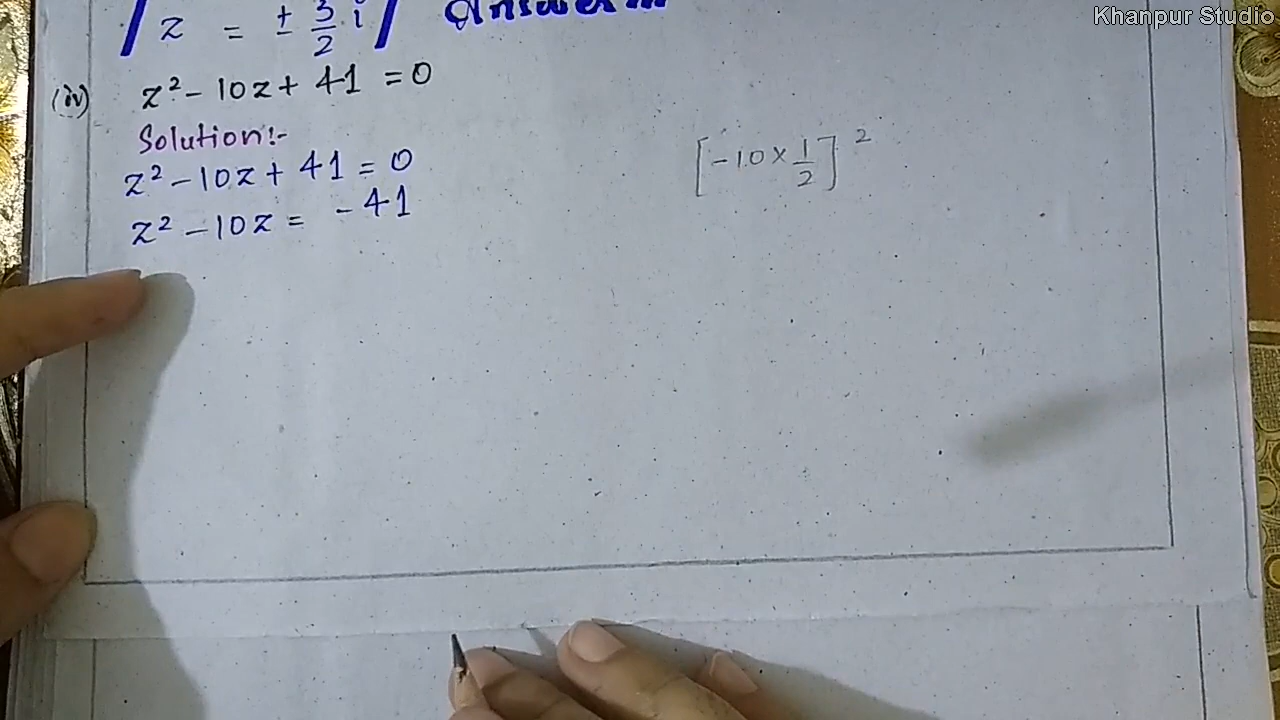 Khanpur Studio
z = ± 3/2 i Answer
(iv) z² - 10z + 41 = 0
Solution:-
z² - 10z + 41 = 0
z² - 10z = - 41
[-10 × 1/2]²